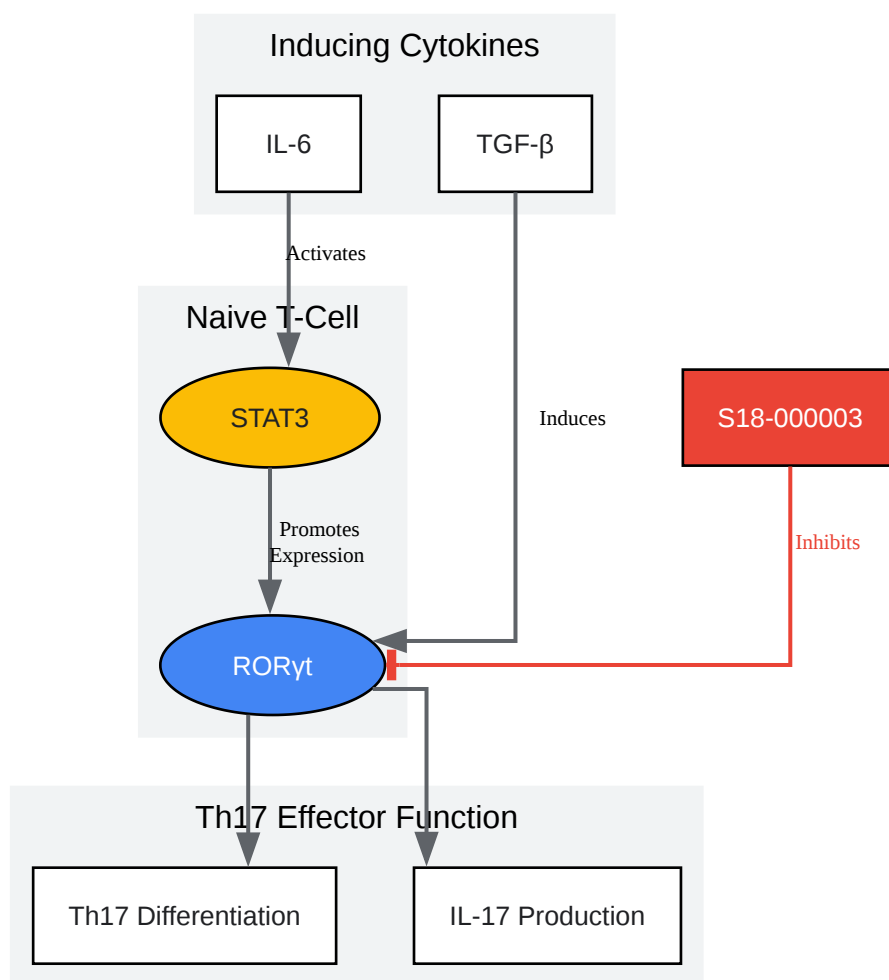 Inducing Cytokines
IL-6
TGF-β
Activates
Naive T-Cell
STAT3
Induces
S18-000003
Promotes
Expression
Inhibits
RORγt
Th17 Effector Function
Th17 Differentiation
IL-17 Production